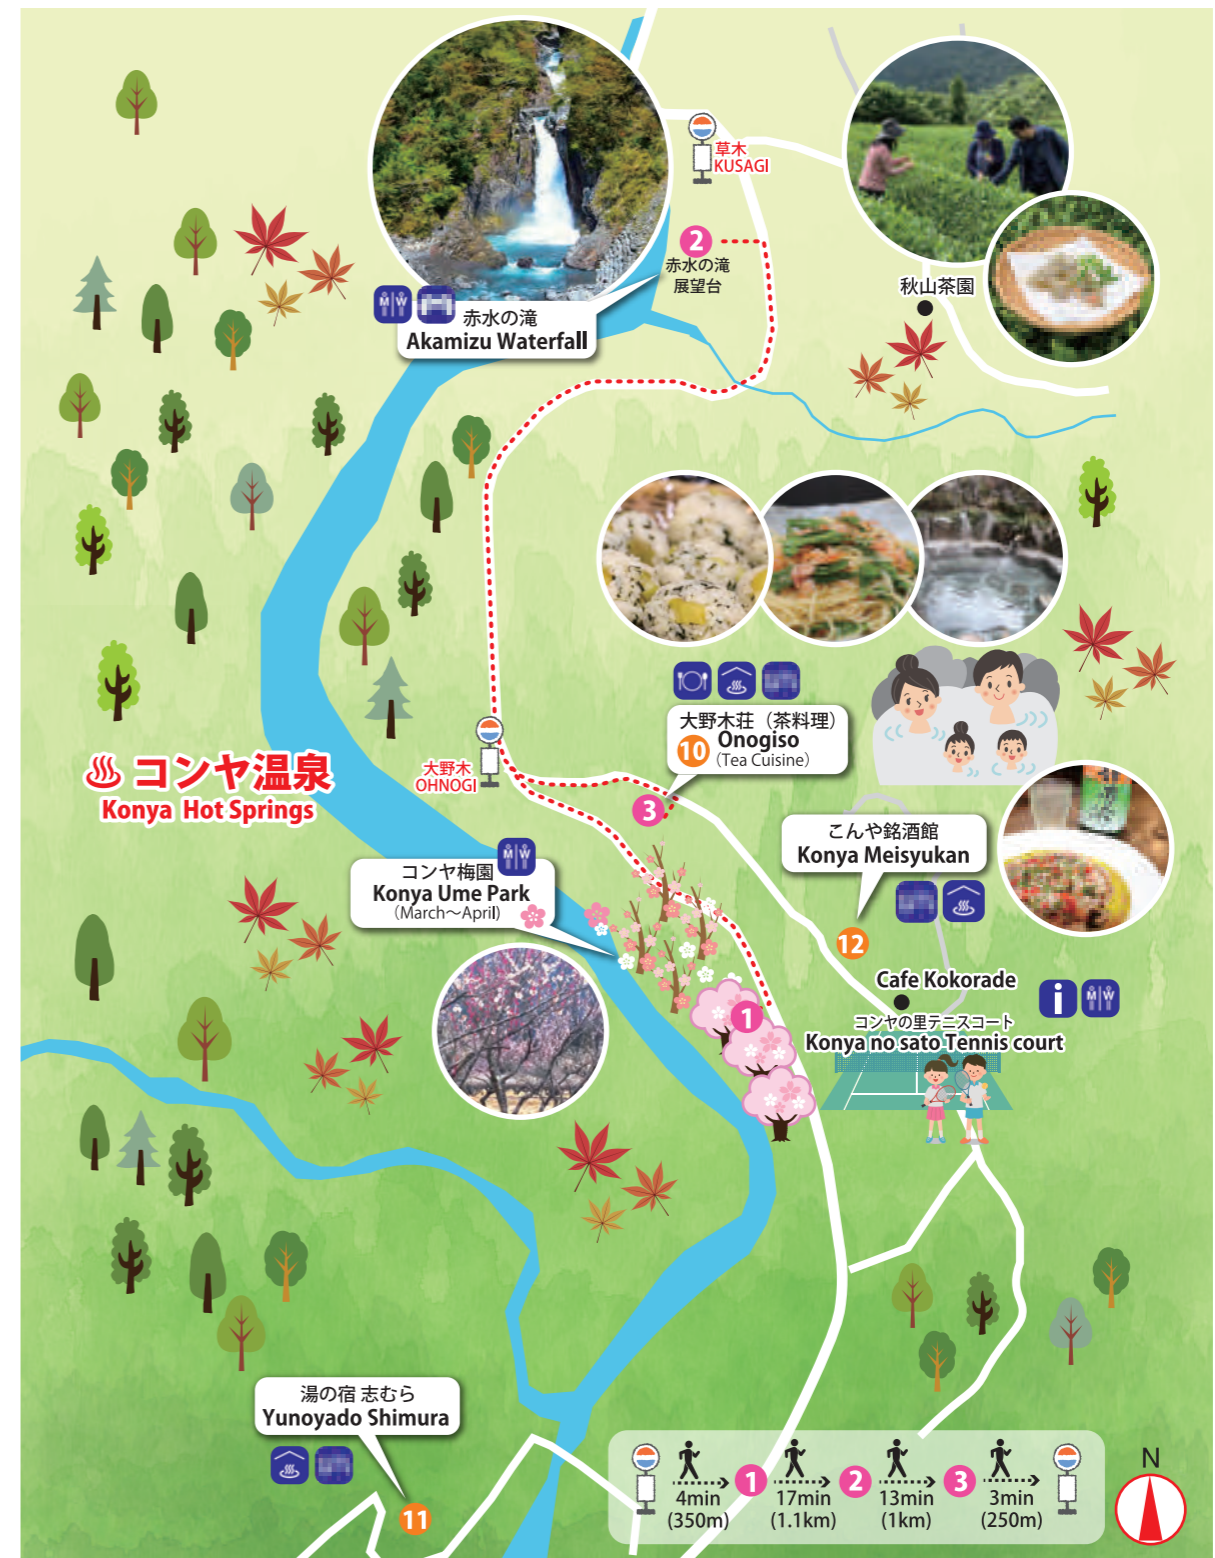 草木
KUSAGI
2
赤水の滝
展望台
秋山茶園
M W
赤水の滝
Akamizu Waterfall
大野木荘（茶料理）
10 Onogiso
（Tea Cuisine）
大野木
OHNOGI
3
コンヤ温泉
Konya Hot Springs
こんや銘酒館
Konya Meisyukan
M W
コンヤ梅園
Konya Ume Park
（March～April)
12
Cafe Kokorade
i
M W
コンヤの里テニスコート
Konya no sato Tennis court
1
湯の宿 志むら
Yunoyado Shimura
11
1 2 3
4min 17min 13min 3min
(350m) (1.1km) (1km) (250m)
N